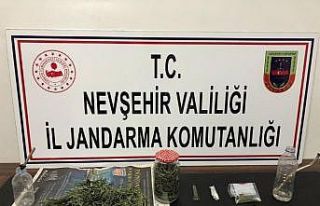 T.C.
NEVŞEHİR VALİLİĞİ
İL JANDARMA KOMUTANLIĞI